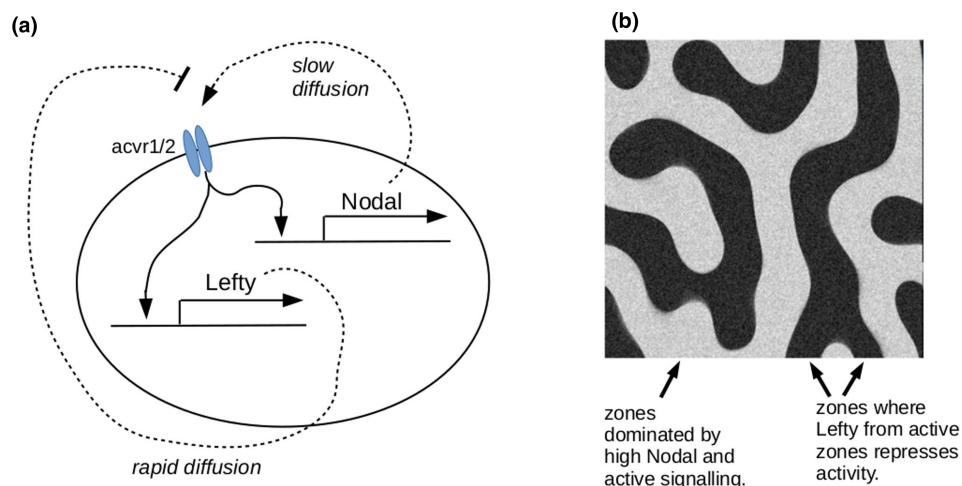 (a)
slow
diffusion
acvr1/2
Nodal
Lefty
rapid diffusion
(b)
zones
dominated by
high Nodal and
active signalling.
zones where
Lefty from active
zones represses
activity.